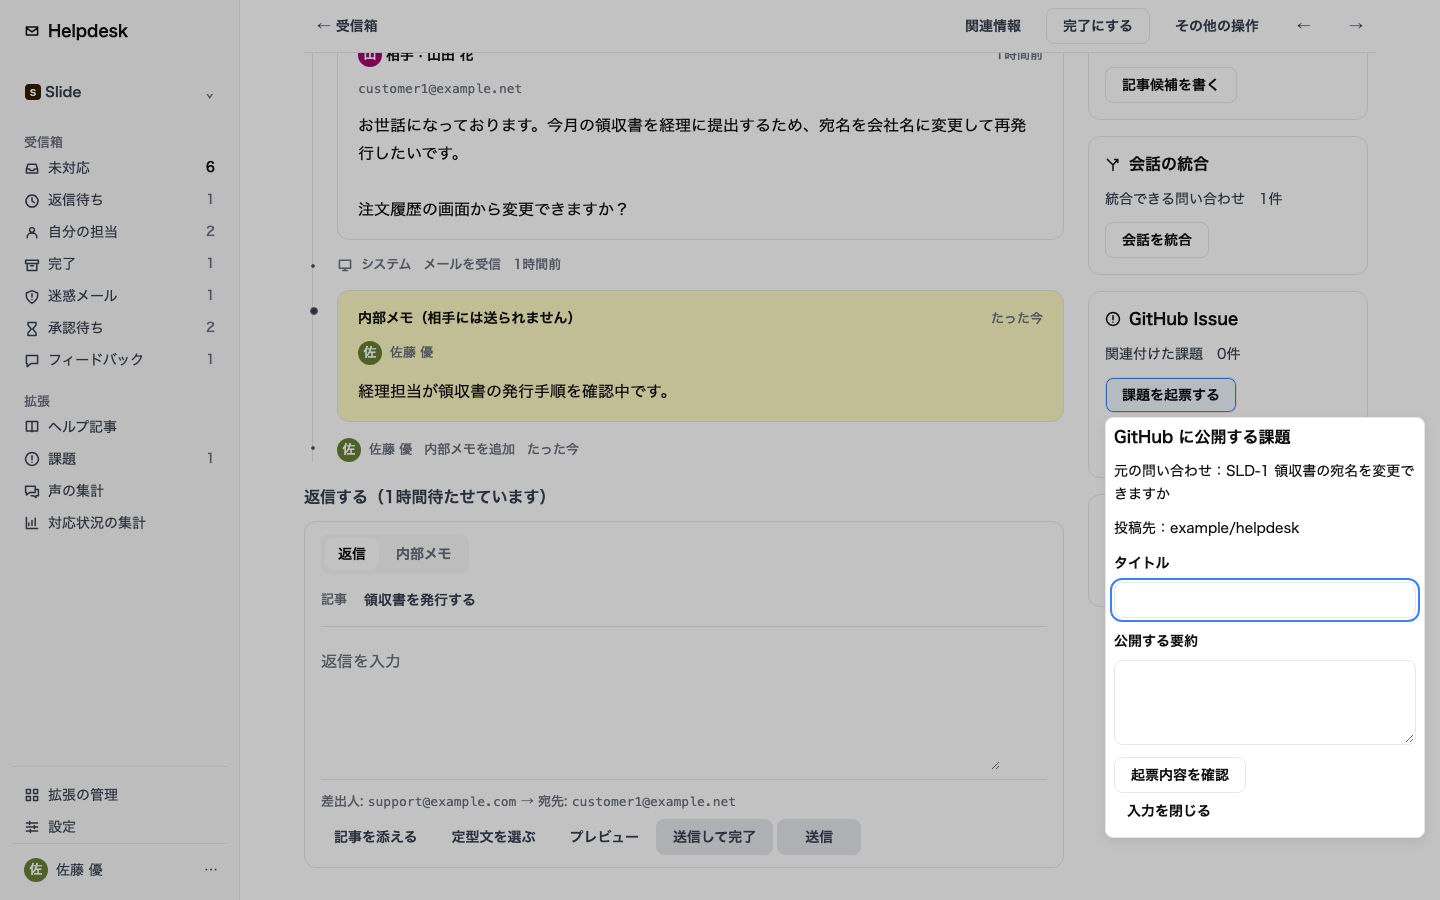 Helpdesk
S Slide
受信箱
未対応 6
返信待ち 1
自分の担当 2
完了 1
迷惑メール 1
承認待ち 2
フィードバック 1
拡張
ヘルプ記事
課題 1
声の集計
対応状況の集計
拡張の管理
設定
佐 佐藤 優 …
← 受信箱
関連情報 完了にする その他の操作 ← →
山 相手・山田 花 1時間前
customer1@example.net
お世話になっております。今月の領収書を経理に提出するため、宛名を会社名に変更して再発
行したいです。
注文履歴の画面から変更できますか？
システム メールを受信 1時間前
内部メモ（相手には送られません） たった今
佐 佐藤 優
経理担当が領収書の発行手順を確認中です。
佐 佐藤 優 内部メモを追加 たった今
返信する（1時間待たせています）
返信 内部メモ
記事 領収書を発行する
返信を入力
差出人: support@example.com → 宛先: customer1@example.net
記事を添える 定型文を選ぶ プレビュー 送信して完了 送信
記事候補を書く
会話の統合
統合できる問い合わせ 1件
会話を統合
GitHub Issue
関連付けた課題 0件
課題を起票する
GitHub に公開する課題
元の問い合わせ：SLD-1 領収書の宛名を変更で
きますか
投稿先：example/helpdesk
タイトル
公開する要約
起票内容を確認
入力を閉じる